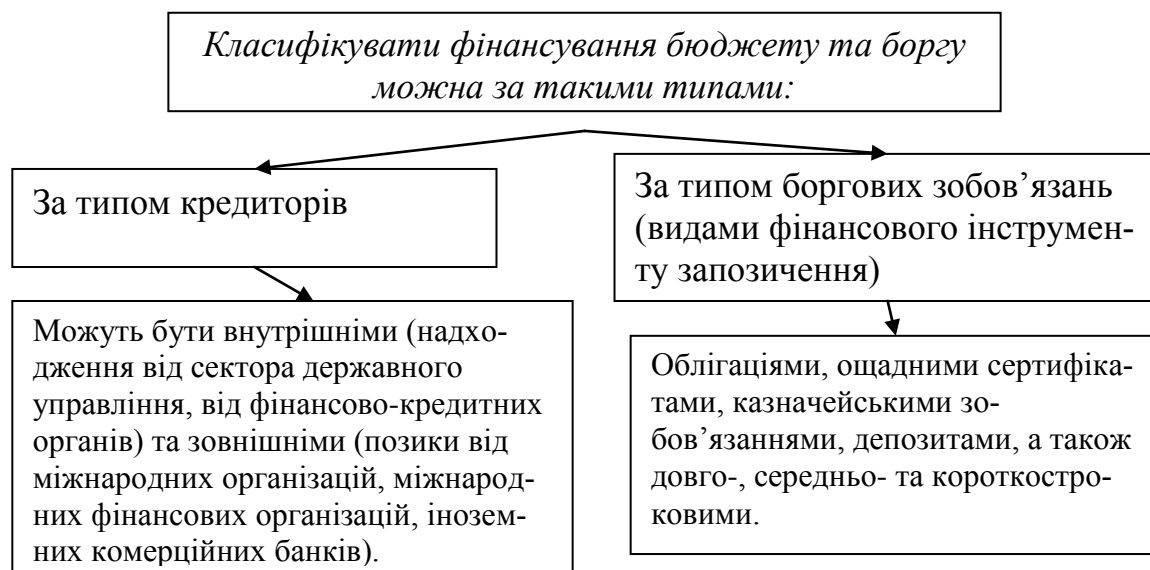 Класифікувати фінансування бюджету та боргу
можна за такими типами:
За типом кредиторів
За типом боргових зобов’язань
(видами фінансового інструмен-
ту запозичення)
Можуть бути внутрішніми (надхо-
дження від сектора державного
управління, від фінансово-кредитних
органів) та зовнішніми (позики від
міжнародних організацій, міжнарод-
них фінансових організацій, інозем-
них комерційних банків).
Облігаціями, ощадними сертифіка-
тами, казначейськими зо-
бов’язаннями, депозитами, а також
довго-, середньо- та короткостро-
ковими.